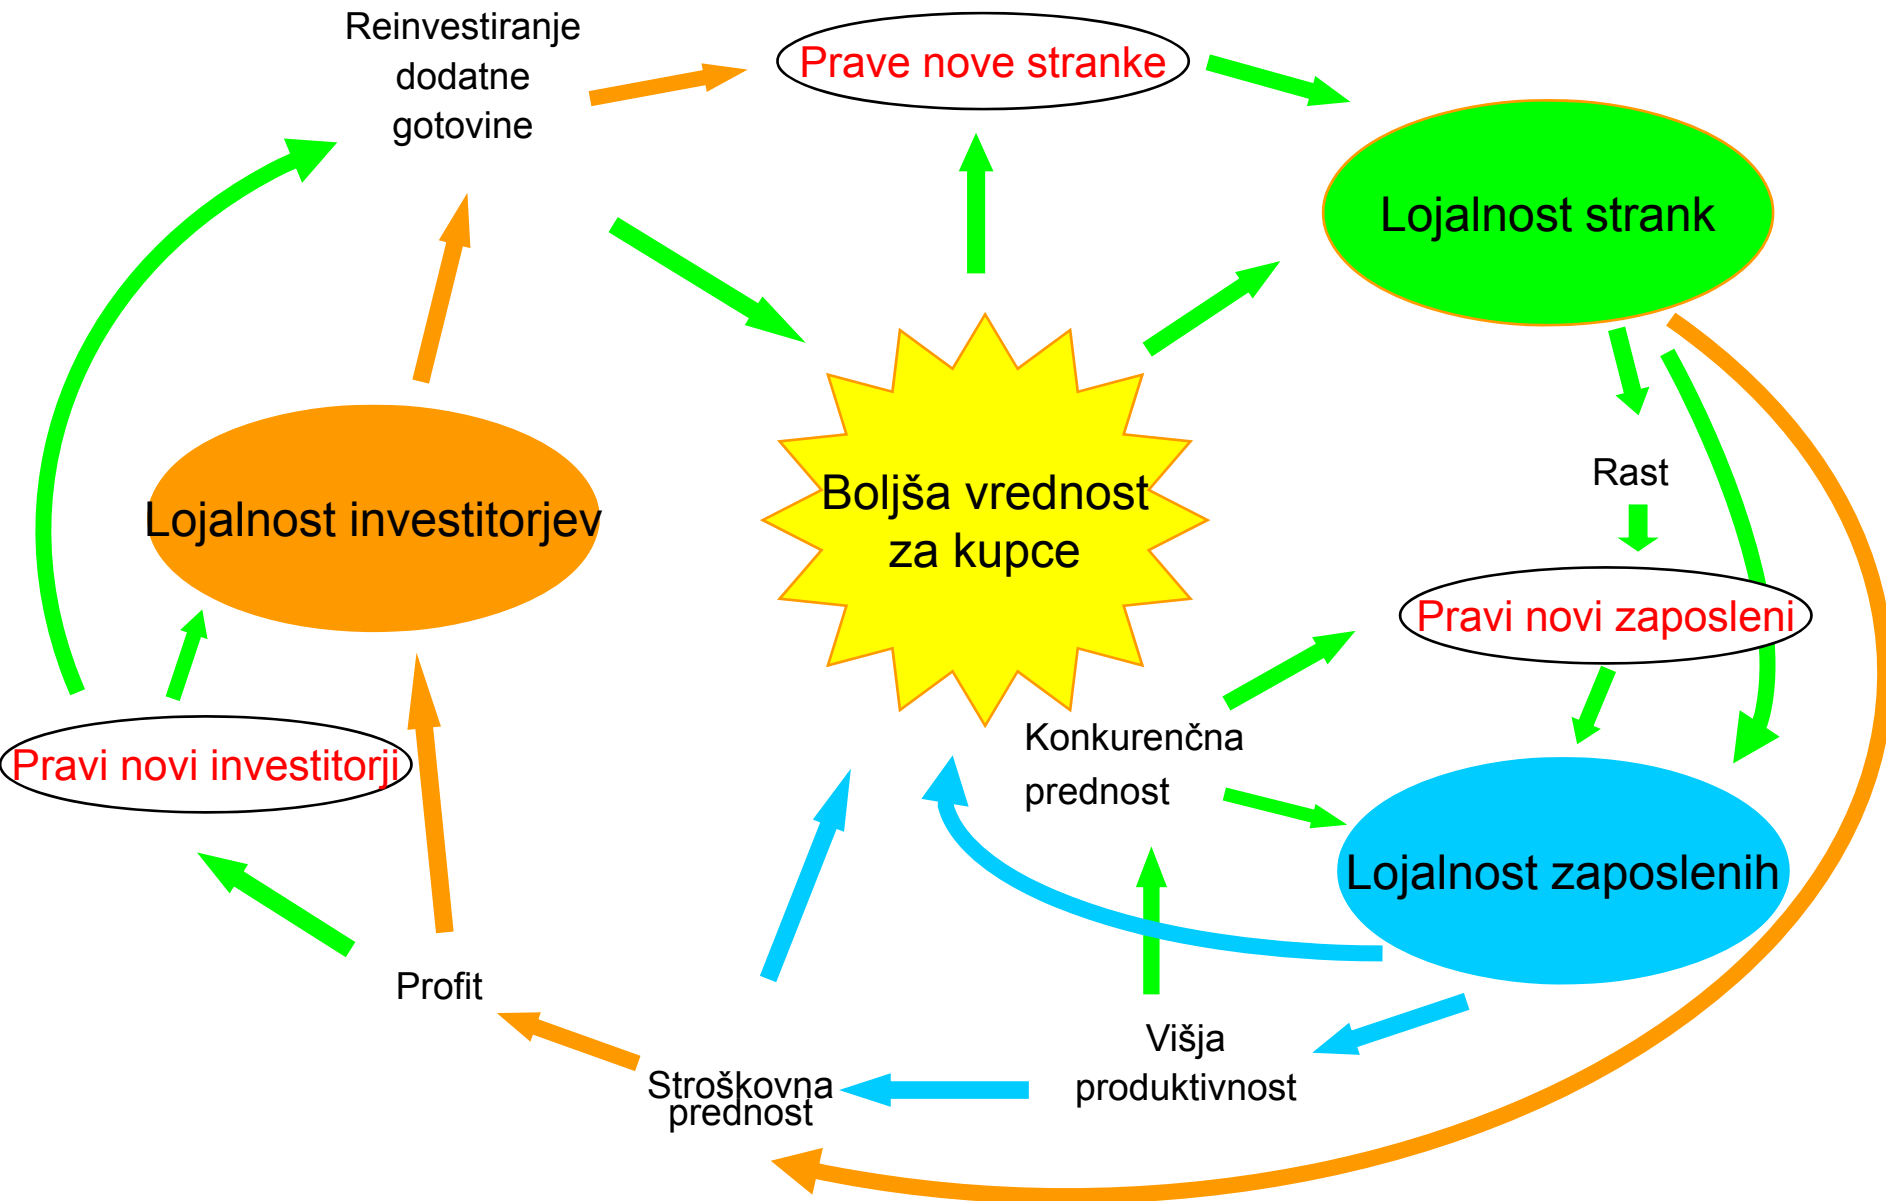 Reinvestiranje
dodatne
gotovine
Prave nove stranke
Lojalnost strank
Rast
Boljša vrednost
za kupce
Lojalnost investitorjev
Pravi novi zaposleni
Konkurenčna
prednost
Pravi novi investitorji
Lojalnost zaposlenih
Profit
Višja
produktivnost
Stroškovna
prednost